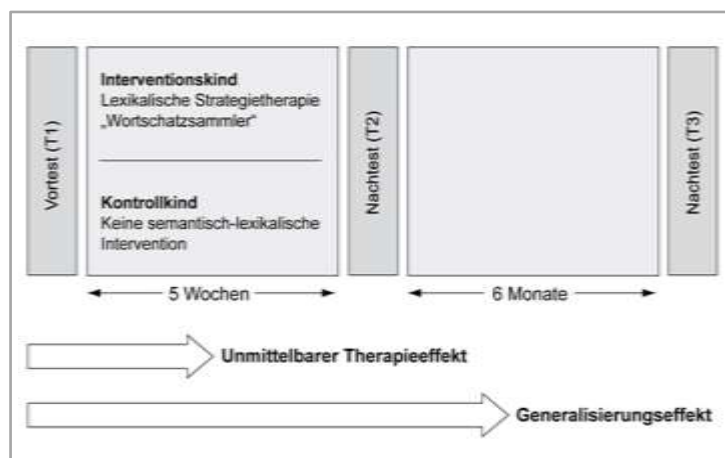 Vortest (T1)
Interventionskind
Lexikalische Strategietherapie
„Wortschatzsammler“
Kontrollkind
Keine semantisch-lexikalische
Intervention
Nachtest (T2)
Nachtest (T3)
5 Wochen
6 Monate
Unmittelbarer Therapieeffekt
Generalisierungseffekt